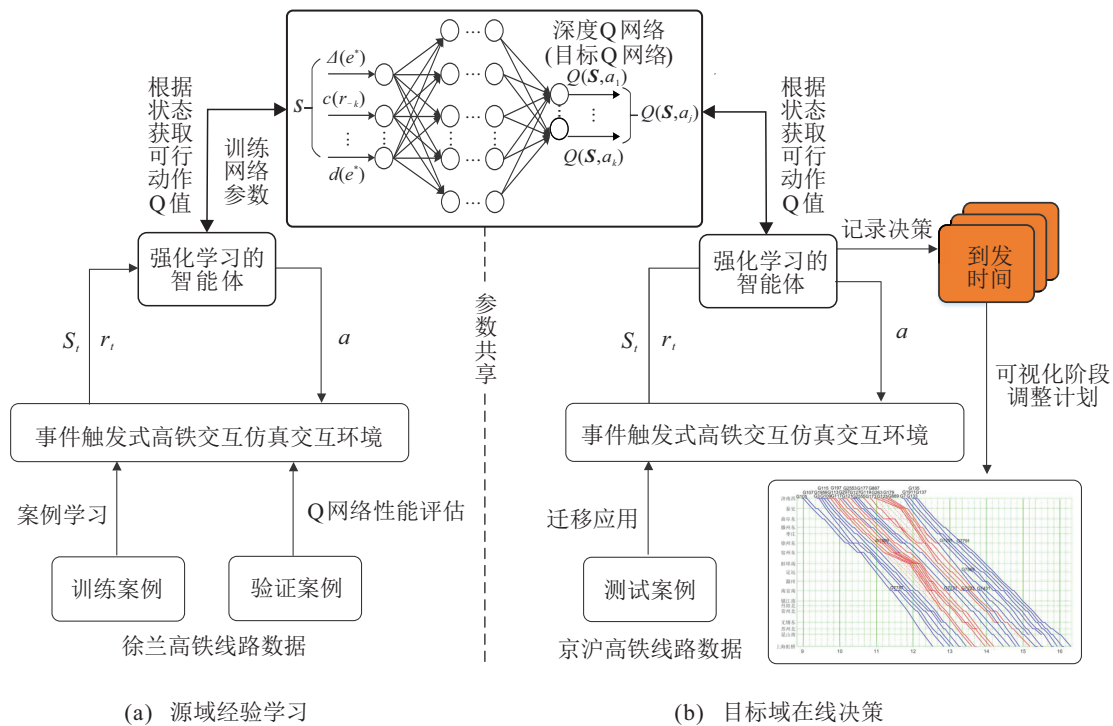 深度Q网络
(目标Q网络)
Δ(e*)
c(r₋ₖ)
⋮ ⋮
d(e*)
S
… …
Q(S,a₁)
⋮ ⋮
Q(S,aₖ)
Q(S,aⱼ)
根据
状态
获取
可行
动作
Q值
训练
网络
参数
强化学习的
智能体
Sₜ rₜ
a
事件触发式高铁交互仿真交互环境
案例学习
Q网络性能评估
训练案例
验证案例
徐兰高铁线路数据
(a) 源域经验学习
参
数
共
享
根据
状态
获取
可行
动作
Q值
强化学习的
智能体
记录决策
到发
时间
Sₜ rₜ
a
可视化阶段
调整计划
事件触发式高铁交互仿真交互环境
迁移应用
测试案例
京沪高铁线路数据
9 10 11 12 13 14 15 16
(b) 目标域在线决策